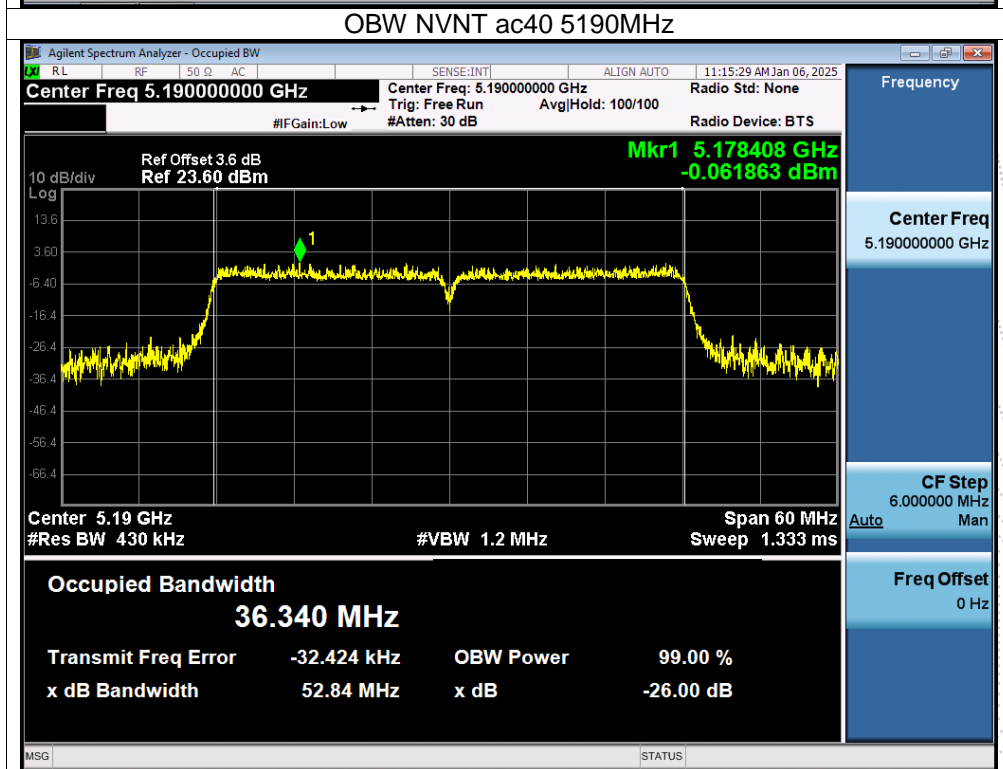 OBW NVNT ac40 5190MHz
Agilent Spectrum Analyzer - Occupied BW
LXI RL RF 50 Ω AC SENSE:INT ALIGN AUTO 11:15:29 AM Jan 06, 2025
Center Freq 5.190000000 GHz
Center Freq: 5.190000000 GHz Radio Std: None
Trig: Free Run Avg|Hold: 100/100
#IFGain:Low #Atten: 30 dB Radio Device: BTS
Mkr1 5.178408 GHz
-0.061863 dBm
Ref Offset 3.6 dB
10 dB/div Ref 23.60 dBm
Log
13.6
1
3.60
-6.40
-16.4
-26.4
-36.4
-46.4
-56.4
-66.4
Center 5.19 GHz Span 60 MHz
#Res BW 430 kHz #VBW 1.2 MHz Sweep 1.333 ms
Occupied Bandwidth
36.340 MHz
Transmit Freq Error -32.424 kHz OBW Power 99.00 %
x dB Bandwidth 52.84 MHz x dB -26.00 dB
MSG STATUS
Frequency
Center Freq
5.190000000 GHz
CF Step
6.000000 MHz
Auto Man
Freq Offset
0 Hz